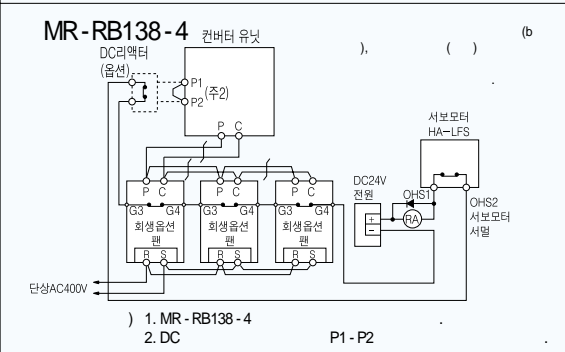 MR-RB138-4
(b
),
( )
.
컨버터 유닛
DC리액터
(옵션)
P1
(주2)
P2
P C
서보모터
HA-LFS
DC24V
전원
OHS1
OHS2
서보모터
서멀
RA
+
-
P C P C P C
G3 G4 G3 G4 G3 G4
회생옵션 회생옵션 회생옵션
팬 팬 팬
R S R S R S
단상AC400V
) 1. MR-RB138-4 .
2. DC P1-P2 .